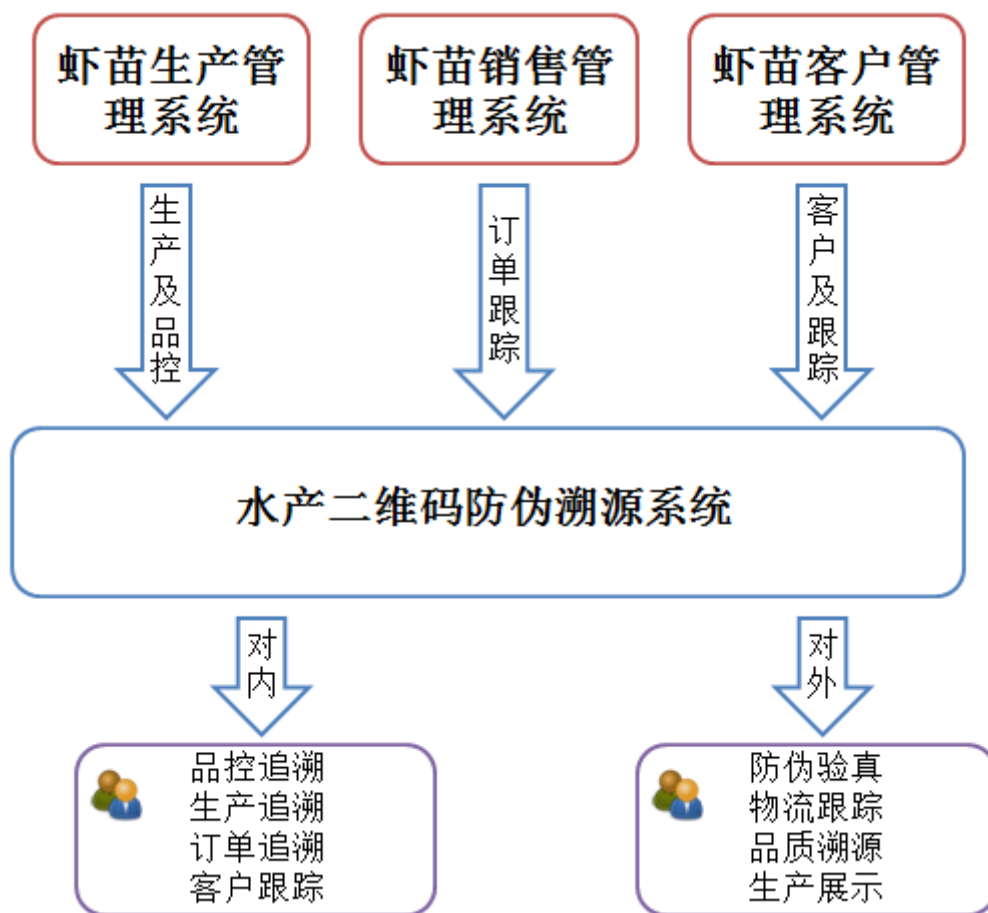 虾苗生产管
理系统
虾苗销售管
理系统
虾苗客户管
理系统
生产及品控
订单跟踪
客户及跟踪
水产二维码防伪溯源系统
对内
对外
品控追溯
生产追溯
订单追溯
客户跟踪
防伪验真
物流跟踪
品质溯源
生产展示